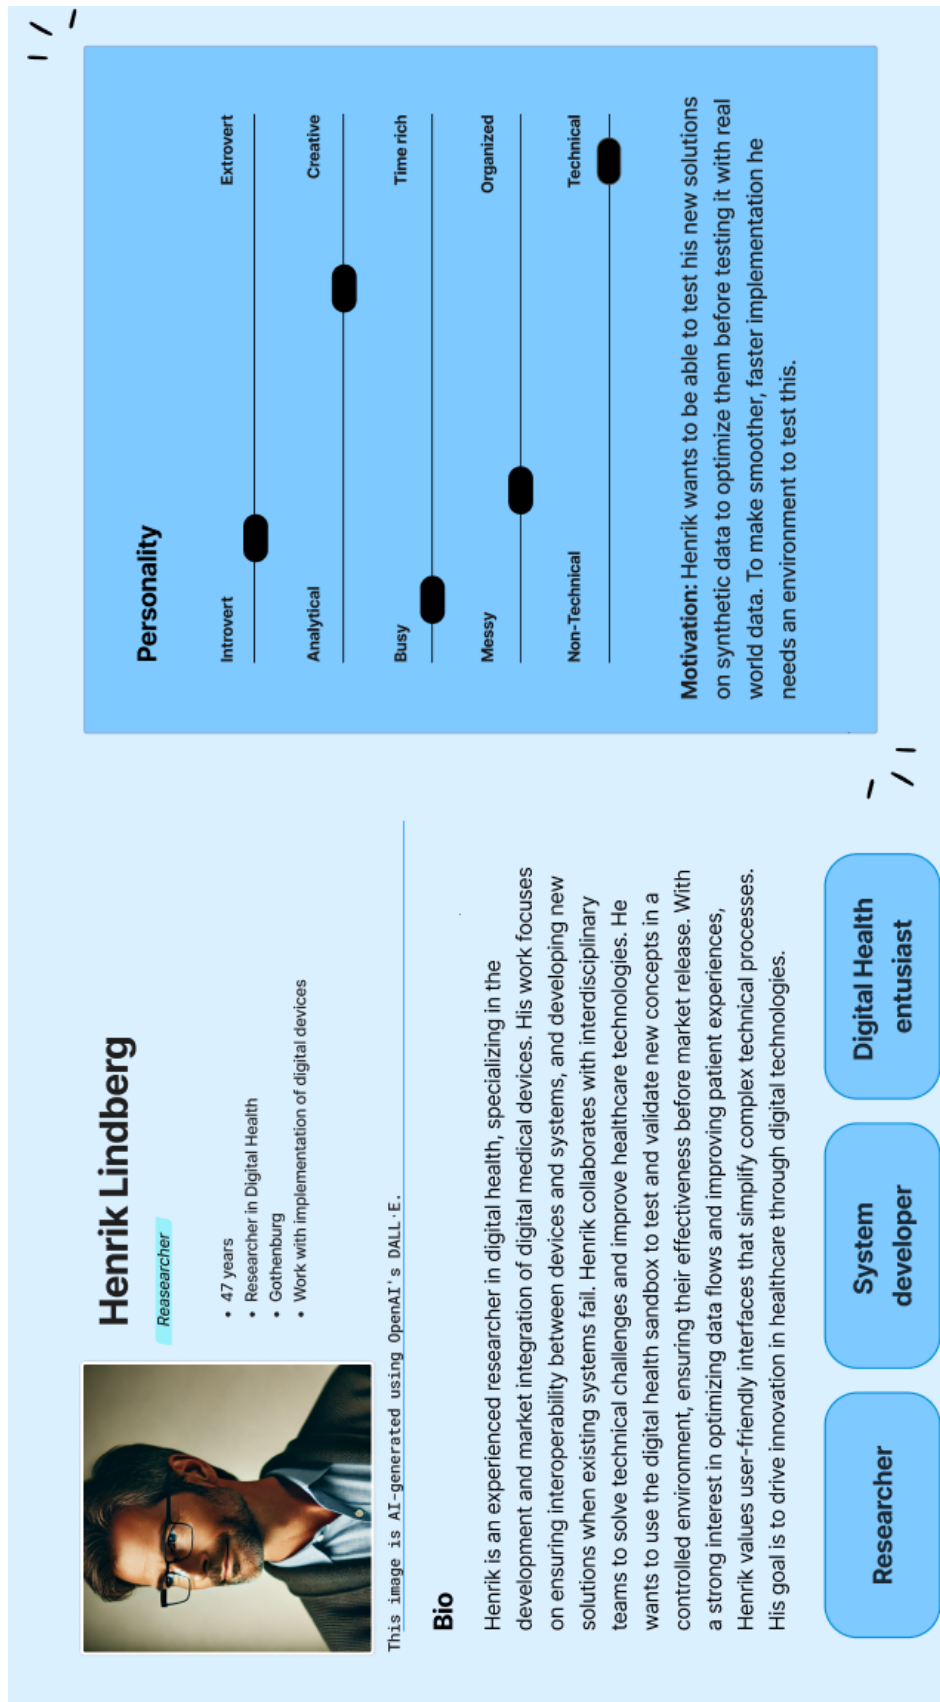 Henrik Lindberg
Reasearcher
• 47 years
• Researcher in Digital Health
• Gothenburg
• Work with implementation of digital devices
This image is AI-generated using OpenAI's DALL·E.
Bio
Henrik is an experienced researcher in digital health, specializing in the
development and market integration of digital medical devices. His work focuses
on ensuring interoperability between devices and systems, and developing new
solutions when existing systems fail. Henrik collaborates with interdisciplinary
teams to solve technical challenges and improve healthcare technologies. He
wants to use the digital health sandbox to test and validate new concepts in a
controlled environment, ensuring their effectiveness before market release. With
a strong interest in optimizing data flows and improving patient experiences,
Henrik values user-friendly interfaces that simplify complex technical processes.
His goal is to drive innovation in healthcare through digital technologies.
Researcher
System
developer
Digital Health
entusiast
Personality
Introvert Extrovert
Analytical Creative
Busy Time rich
Messy Organized
Non-Technical Technical
Motivation: Henrik wants to be able to test his new solutions
on synthetic data to optimize them before testing it with real
world data. To make smoother, faster implementation he
needs an environment to test this.